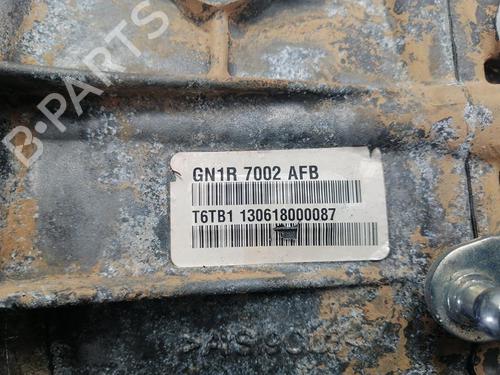 B-PARTS
GN1R 7002 AFB
T6TB1 130618000087